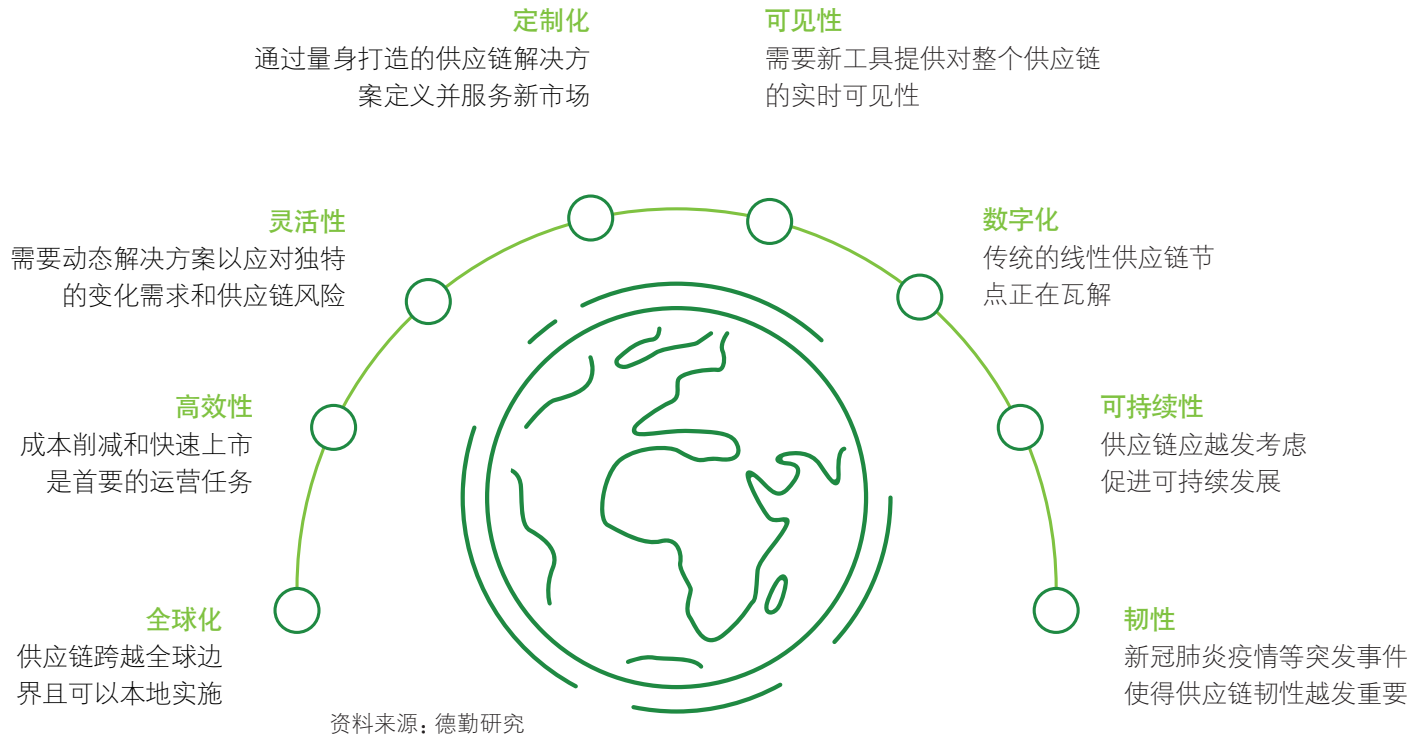 定制化
通过量身打造的供应链解决方
案定义并服务新市场
可见性
需要新工具提供对整个供应链
的实时可见性
灵活性
需要动态解决方案以应对独特
的变化需求和供应链风险
数字化
传统的线性供应链节
点正在瓦解
高效性
成本削减和快速上市
是首要的运营任务
可持续性
供应链应越发考虑
促进可持续发展
全球化
供应链跨越全球边
界且可以本地实施
韧性
新冠肺炎疫情等突发事件
使得供应链韧性越发重要
资料来源：德勤研究